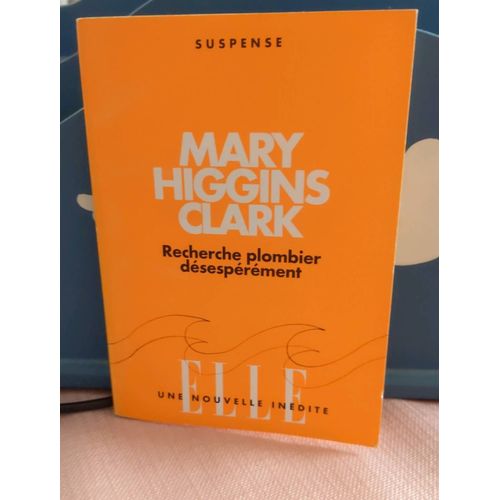 SUSPENSE
MARY
HIGGINS
CLARK
Recherche plombier
désespérément
ELLE
UNE NOUVELLE INÉDITE